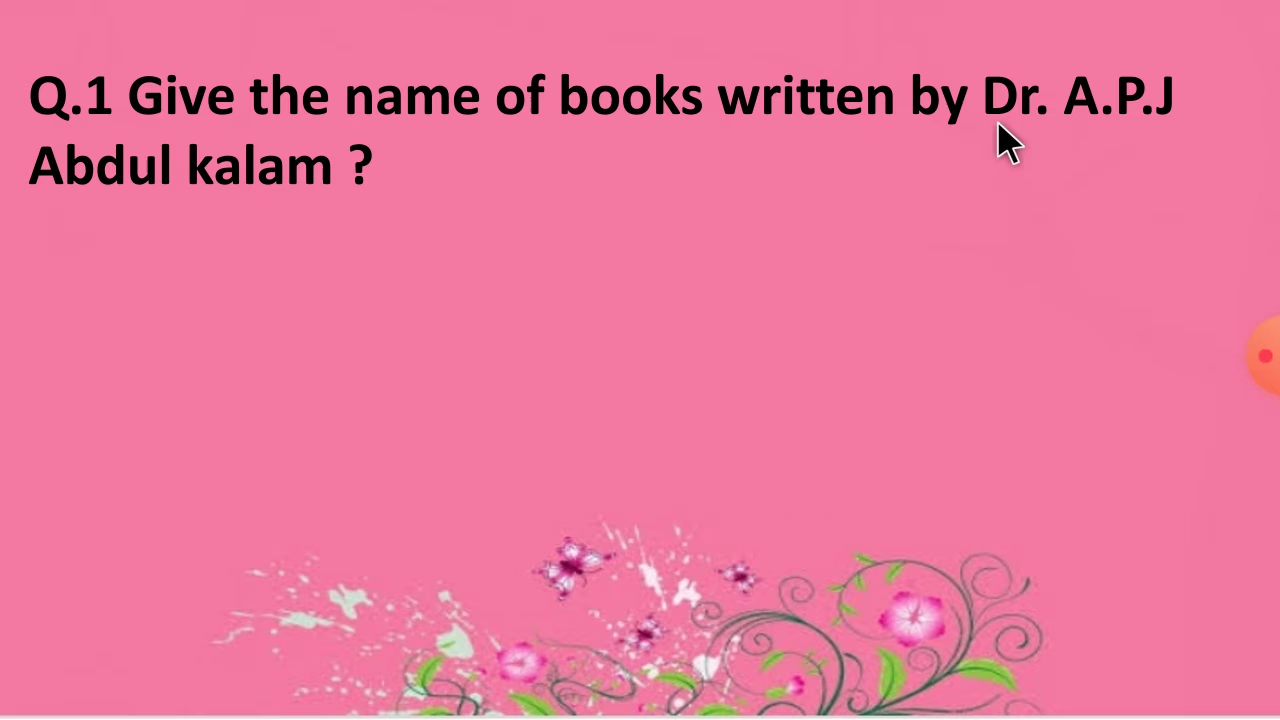 Q.1 Give the name of books written by Dr. A.P.J
Abdul kalam ?